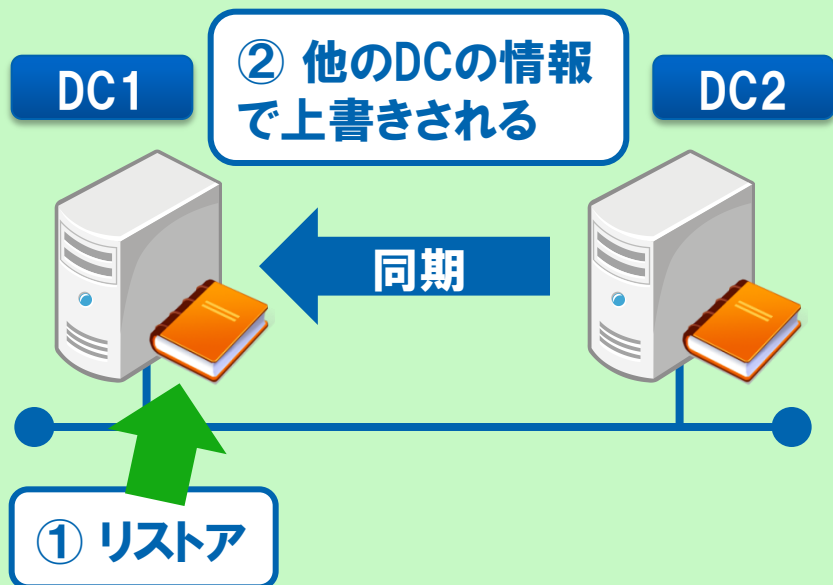 DC1
② 他のDCの情報
で上書きされる
DC2
同期
① リストア